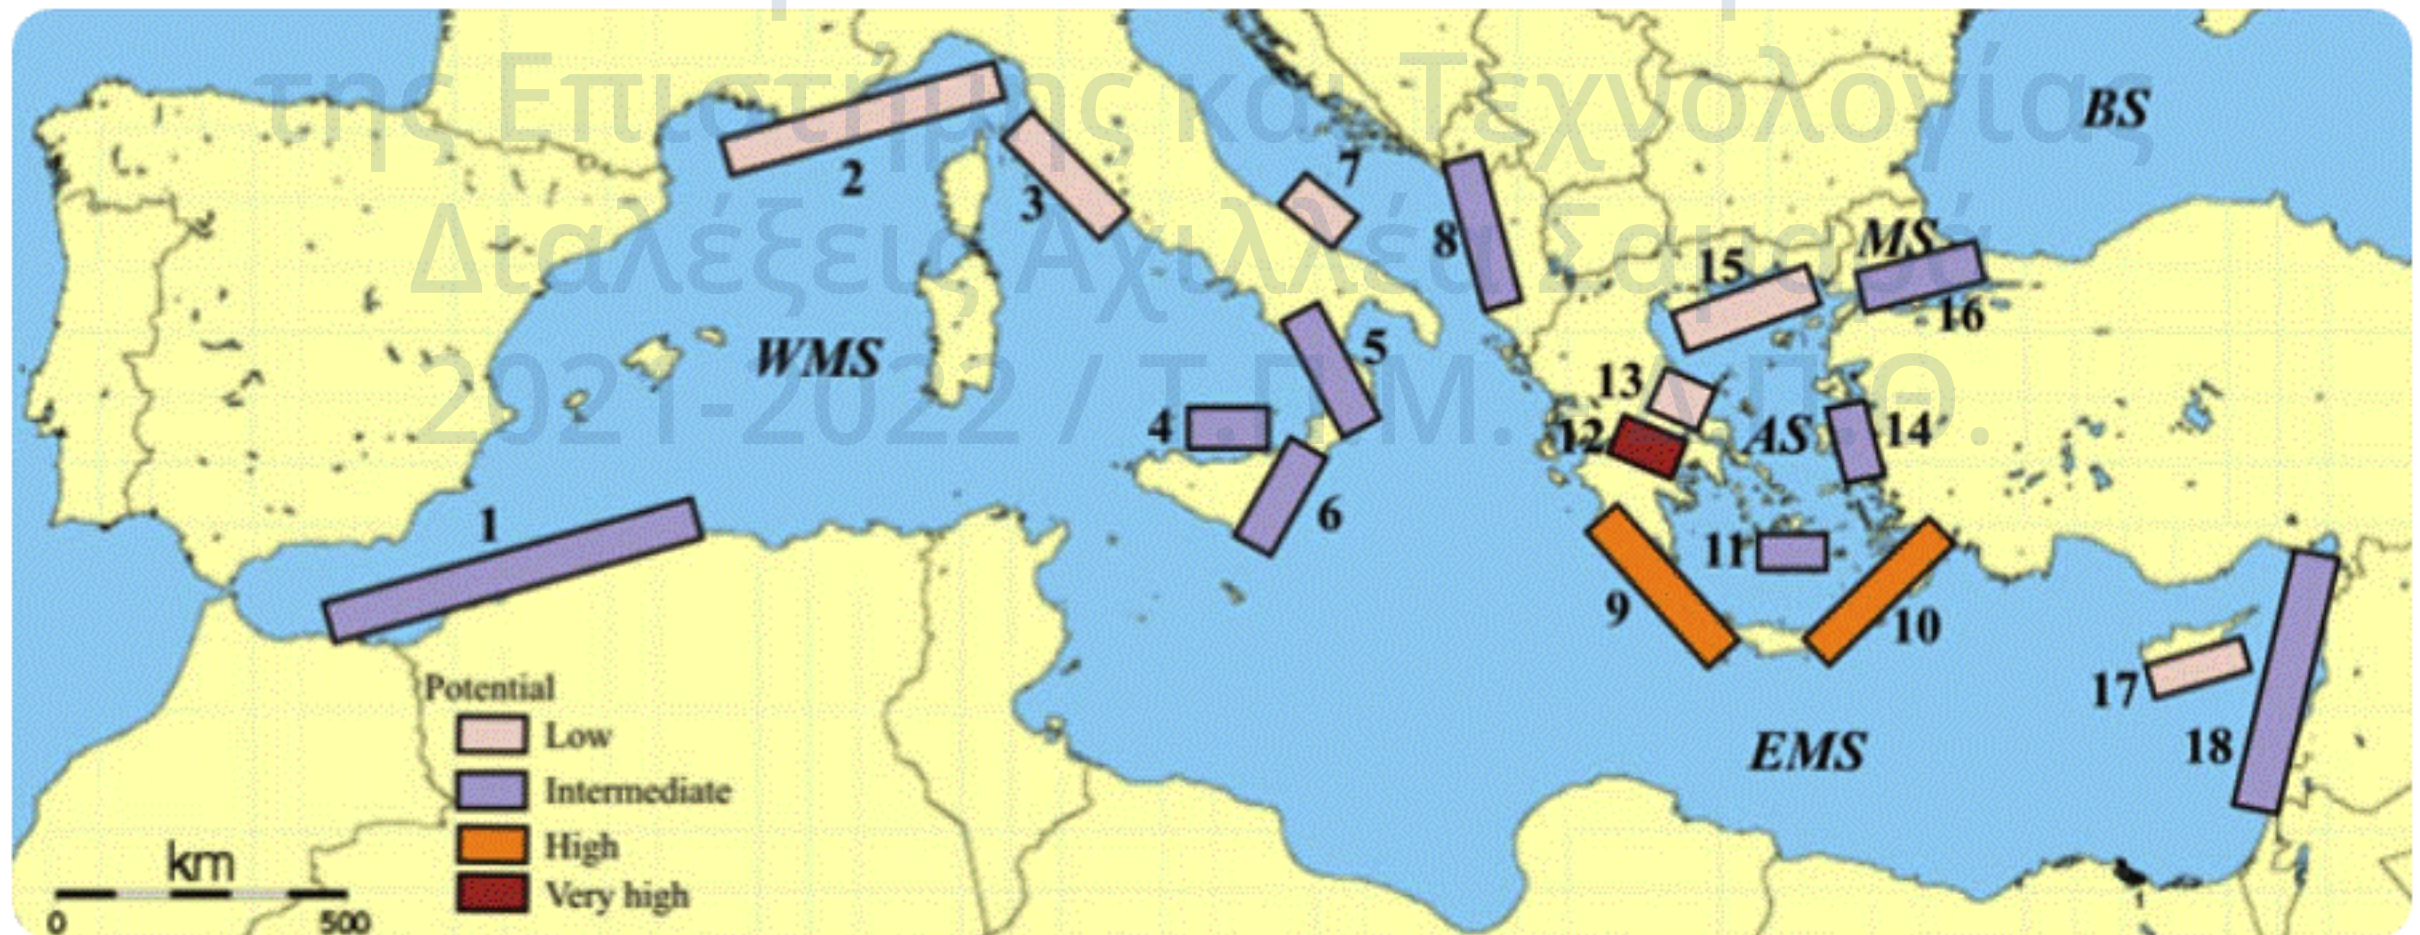 της Επιστήμης και Τεχνολογίας
Διαλέξεις Αχιλλέα Σαμαρά
2021-2022 / Τ.Π.Μ. Α.Π.Θ.
BS
2
7
3
8
MS
15
16
WMS
5
13
4
12
AS
14
1
6
11
9
10
17
EMS
18
Potential
Low
Intermediate
High
Very high
km
0 500